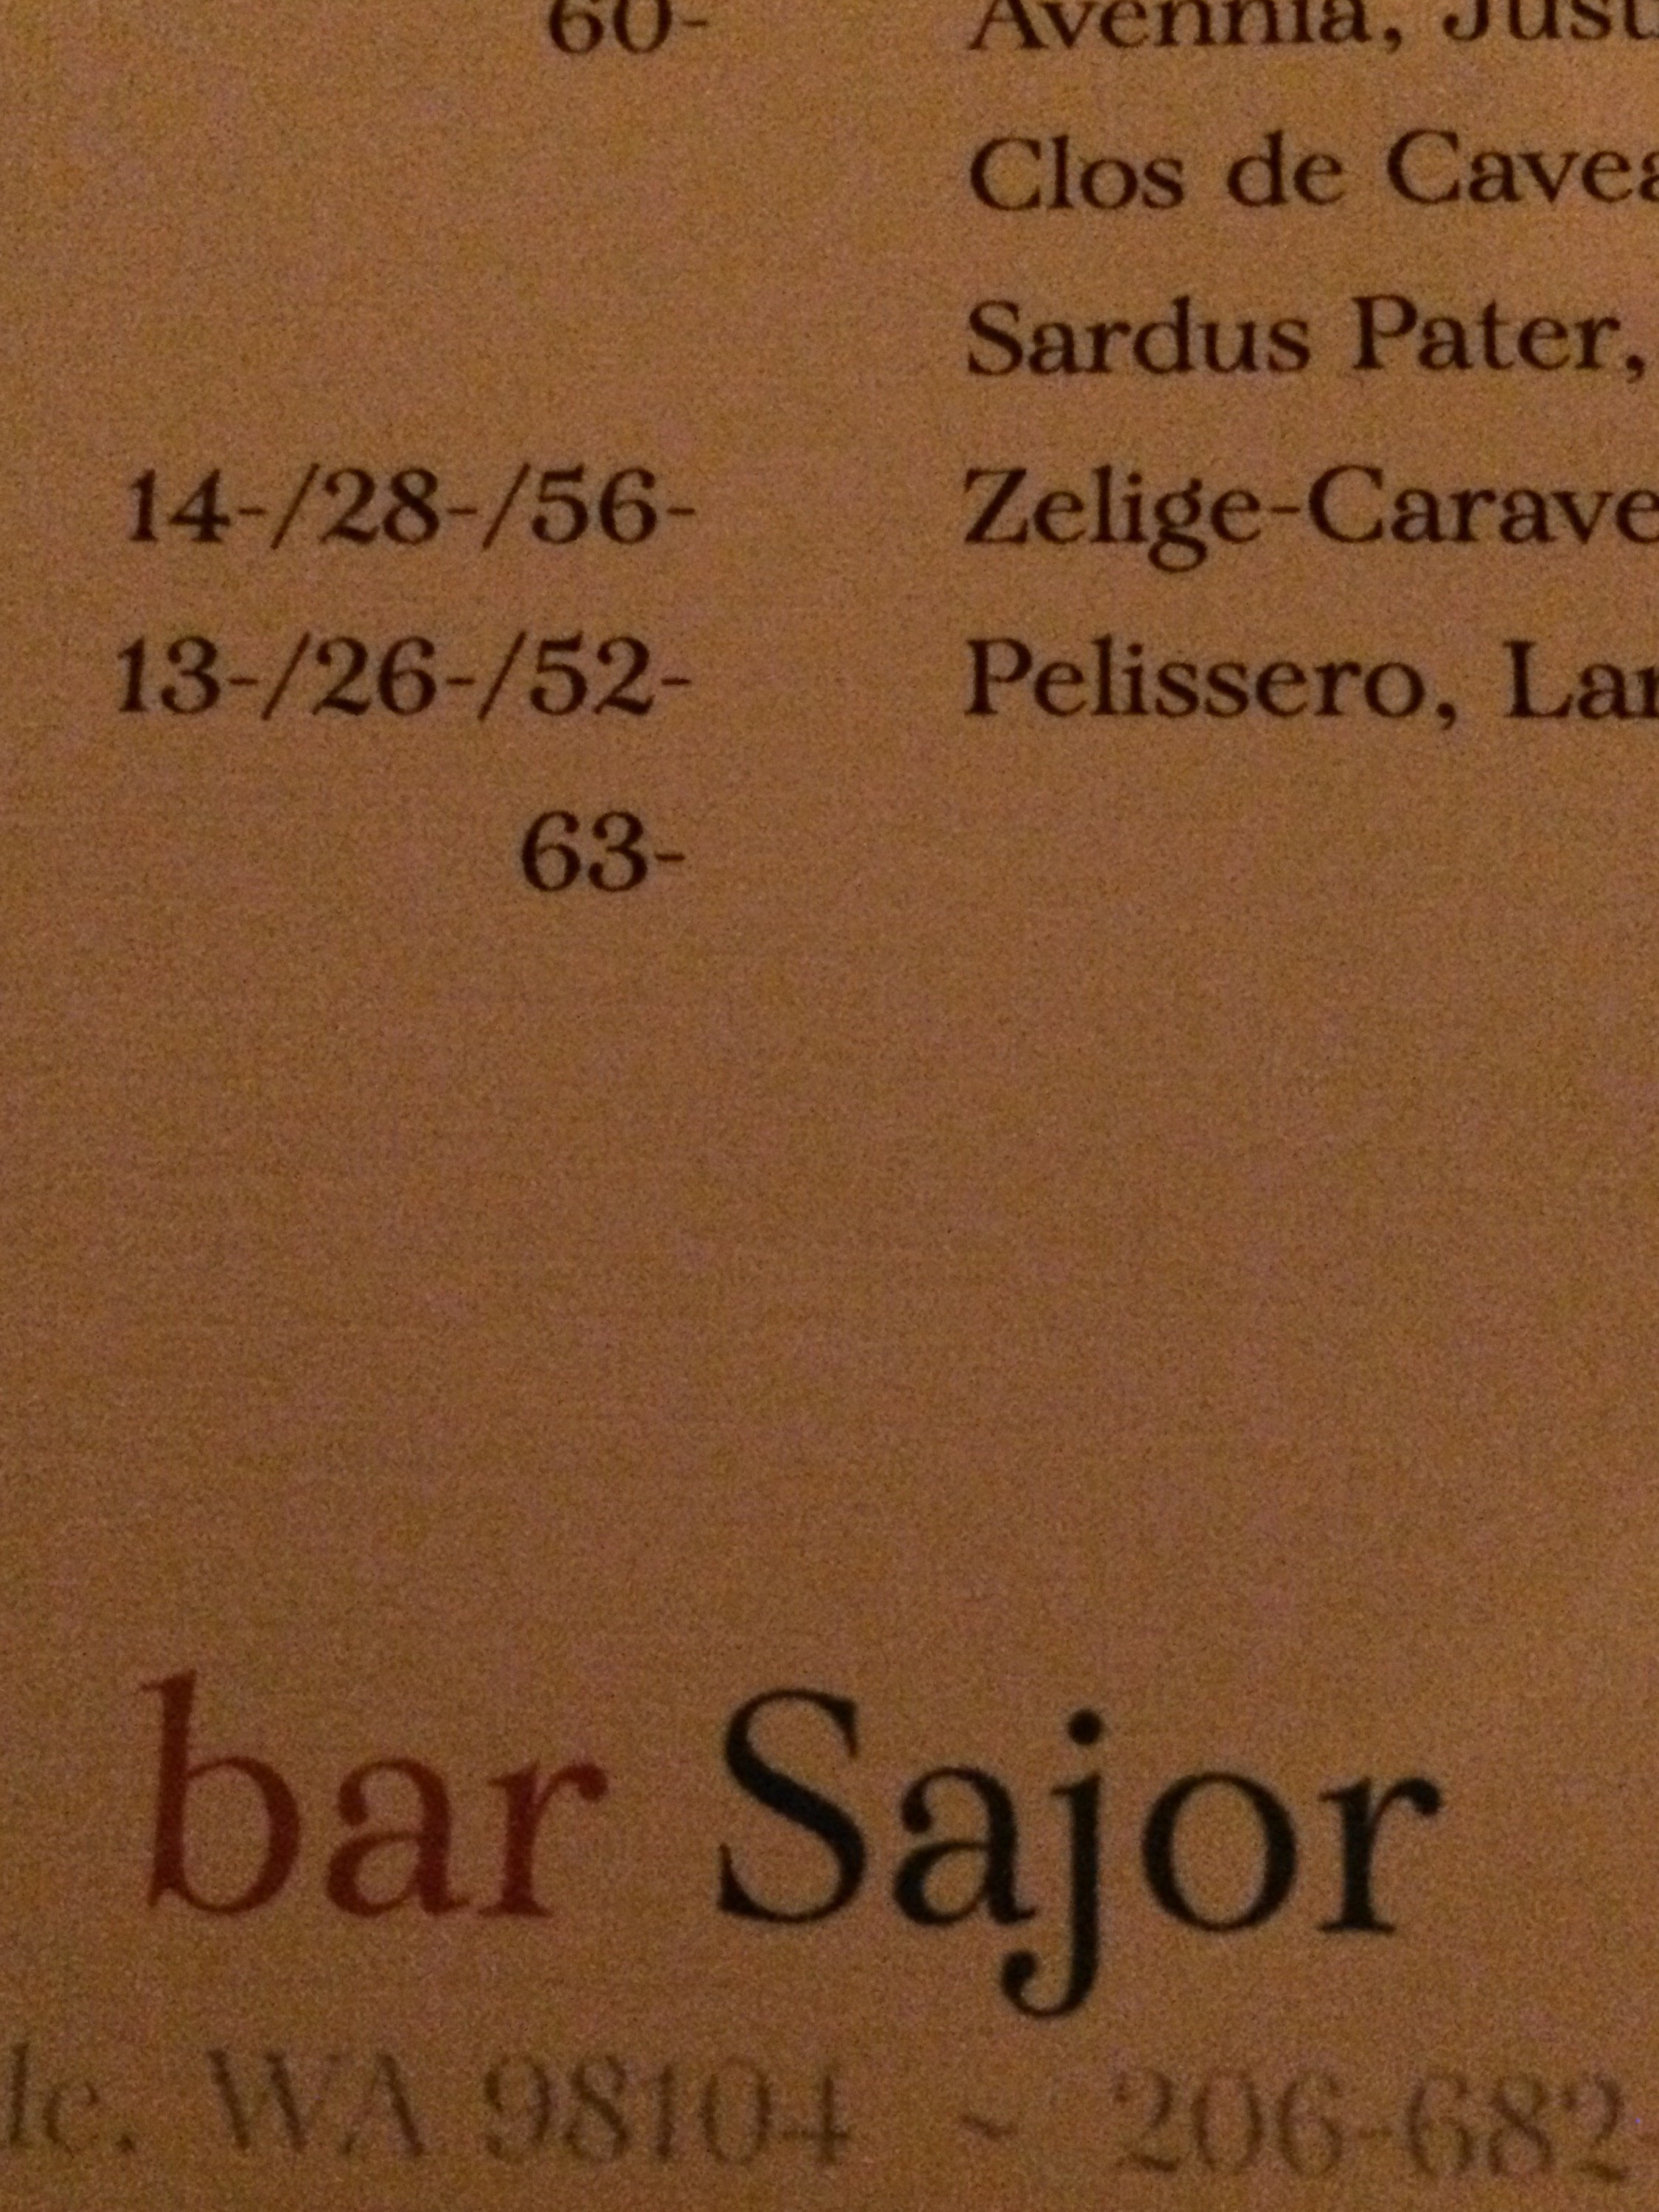 60- Avennia, Just
Clos de Cavea
Sardus Pater,
14-/28-/56- Zelige-Carave
13-/26-/52- Pelissero, Lan
63-
bar Sajor
le, WA 98104 ~ 206-682-